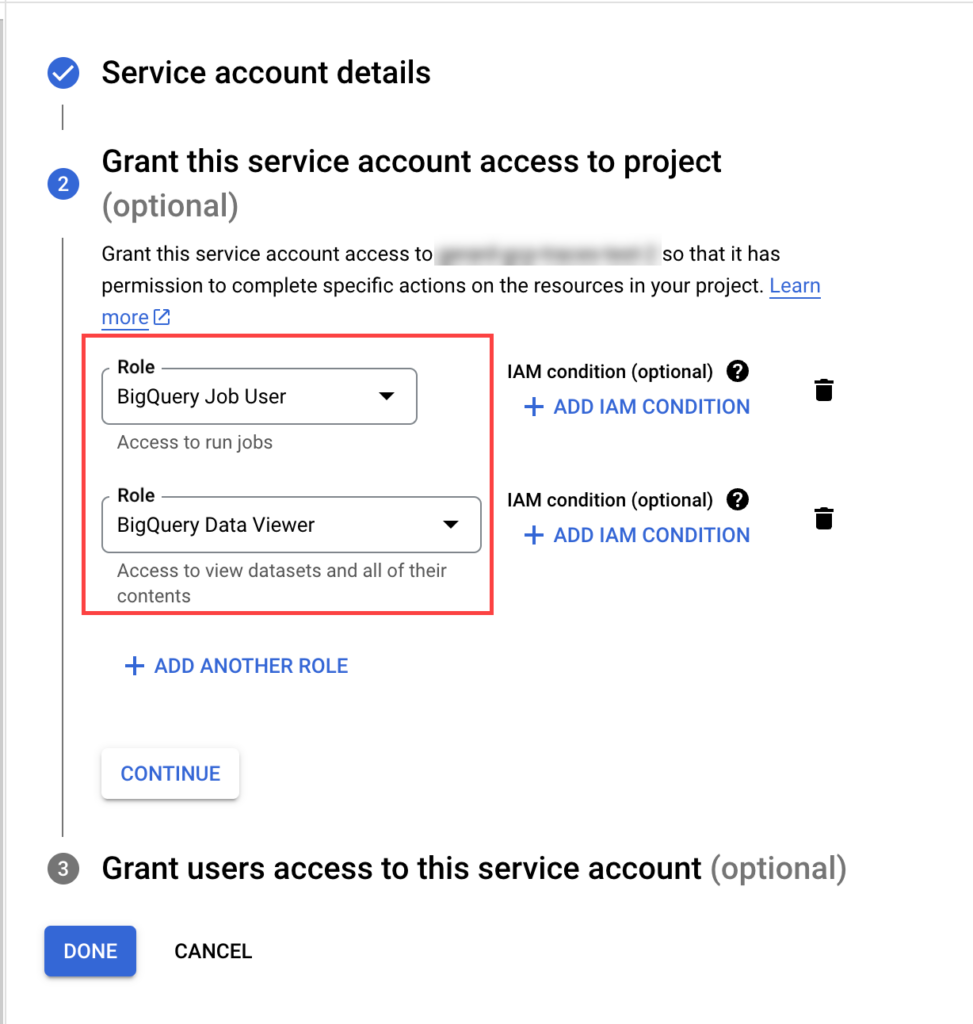 Service account details
2
Grant this service account access to project
(optional)
Grant this service account access to so that it has
permission to complete specific actions on the resources in your project. Learn
more
Role
BigQuery Job User
Access to run jobs
IAM condition (optional) ?
+ ADD IAM CONDITION
Role
BigQuery Data Viewer
Access to view datasets and all of their
contents
IAM condition (optional) ?
+ ADD IAM CONDITION
+ ADD ANOTHER ROLE
CONTINUE
3
Grant users access to this service account (optional)
DONE
CANCEL